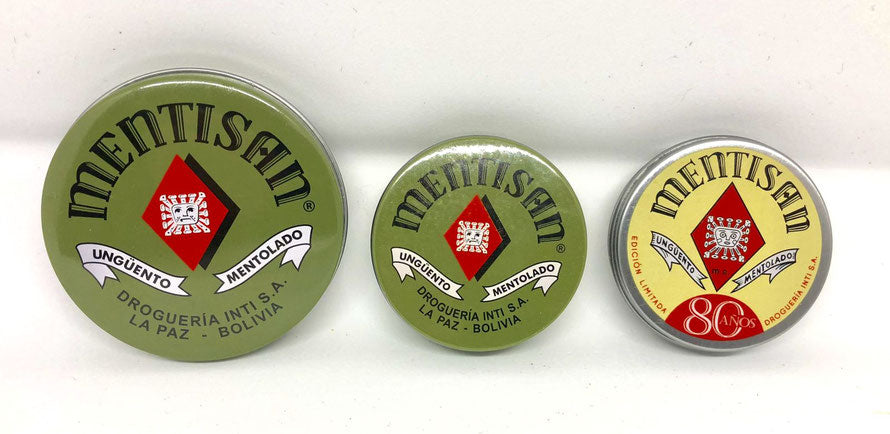 MENTISAN
®
UNGÜENTO MENTOLADO
DROGUERÍA INTI S.A.
LA PAZ - BOLIVIA
MENTISAN
®
UNGÜENTO MENTOLADO
DROGUERÍA INTI S.A.
LA PAZ - BOLIVIA
MENTISAN
UNGÜENTO MENTOLADO
M R
EDICIÓN LIMITADA
80 AÑOS
DROGUERÍA INTI S.A.